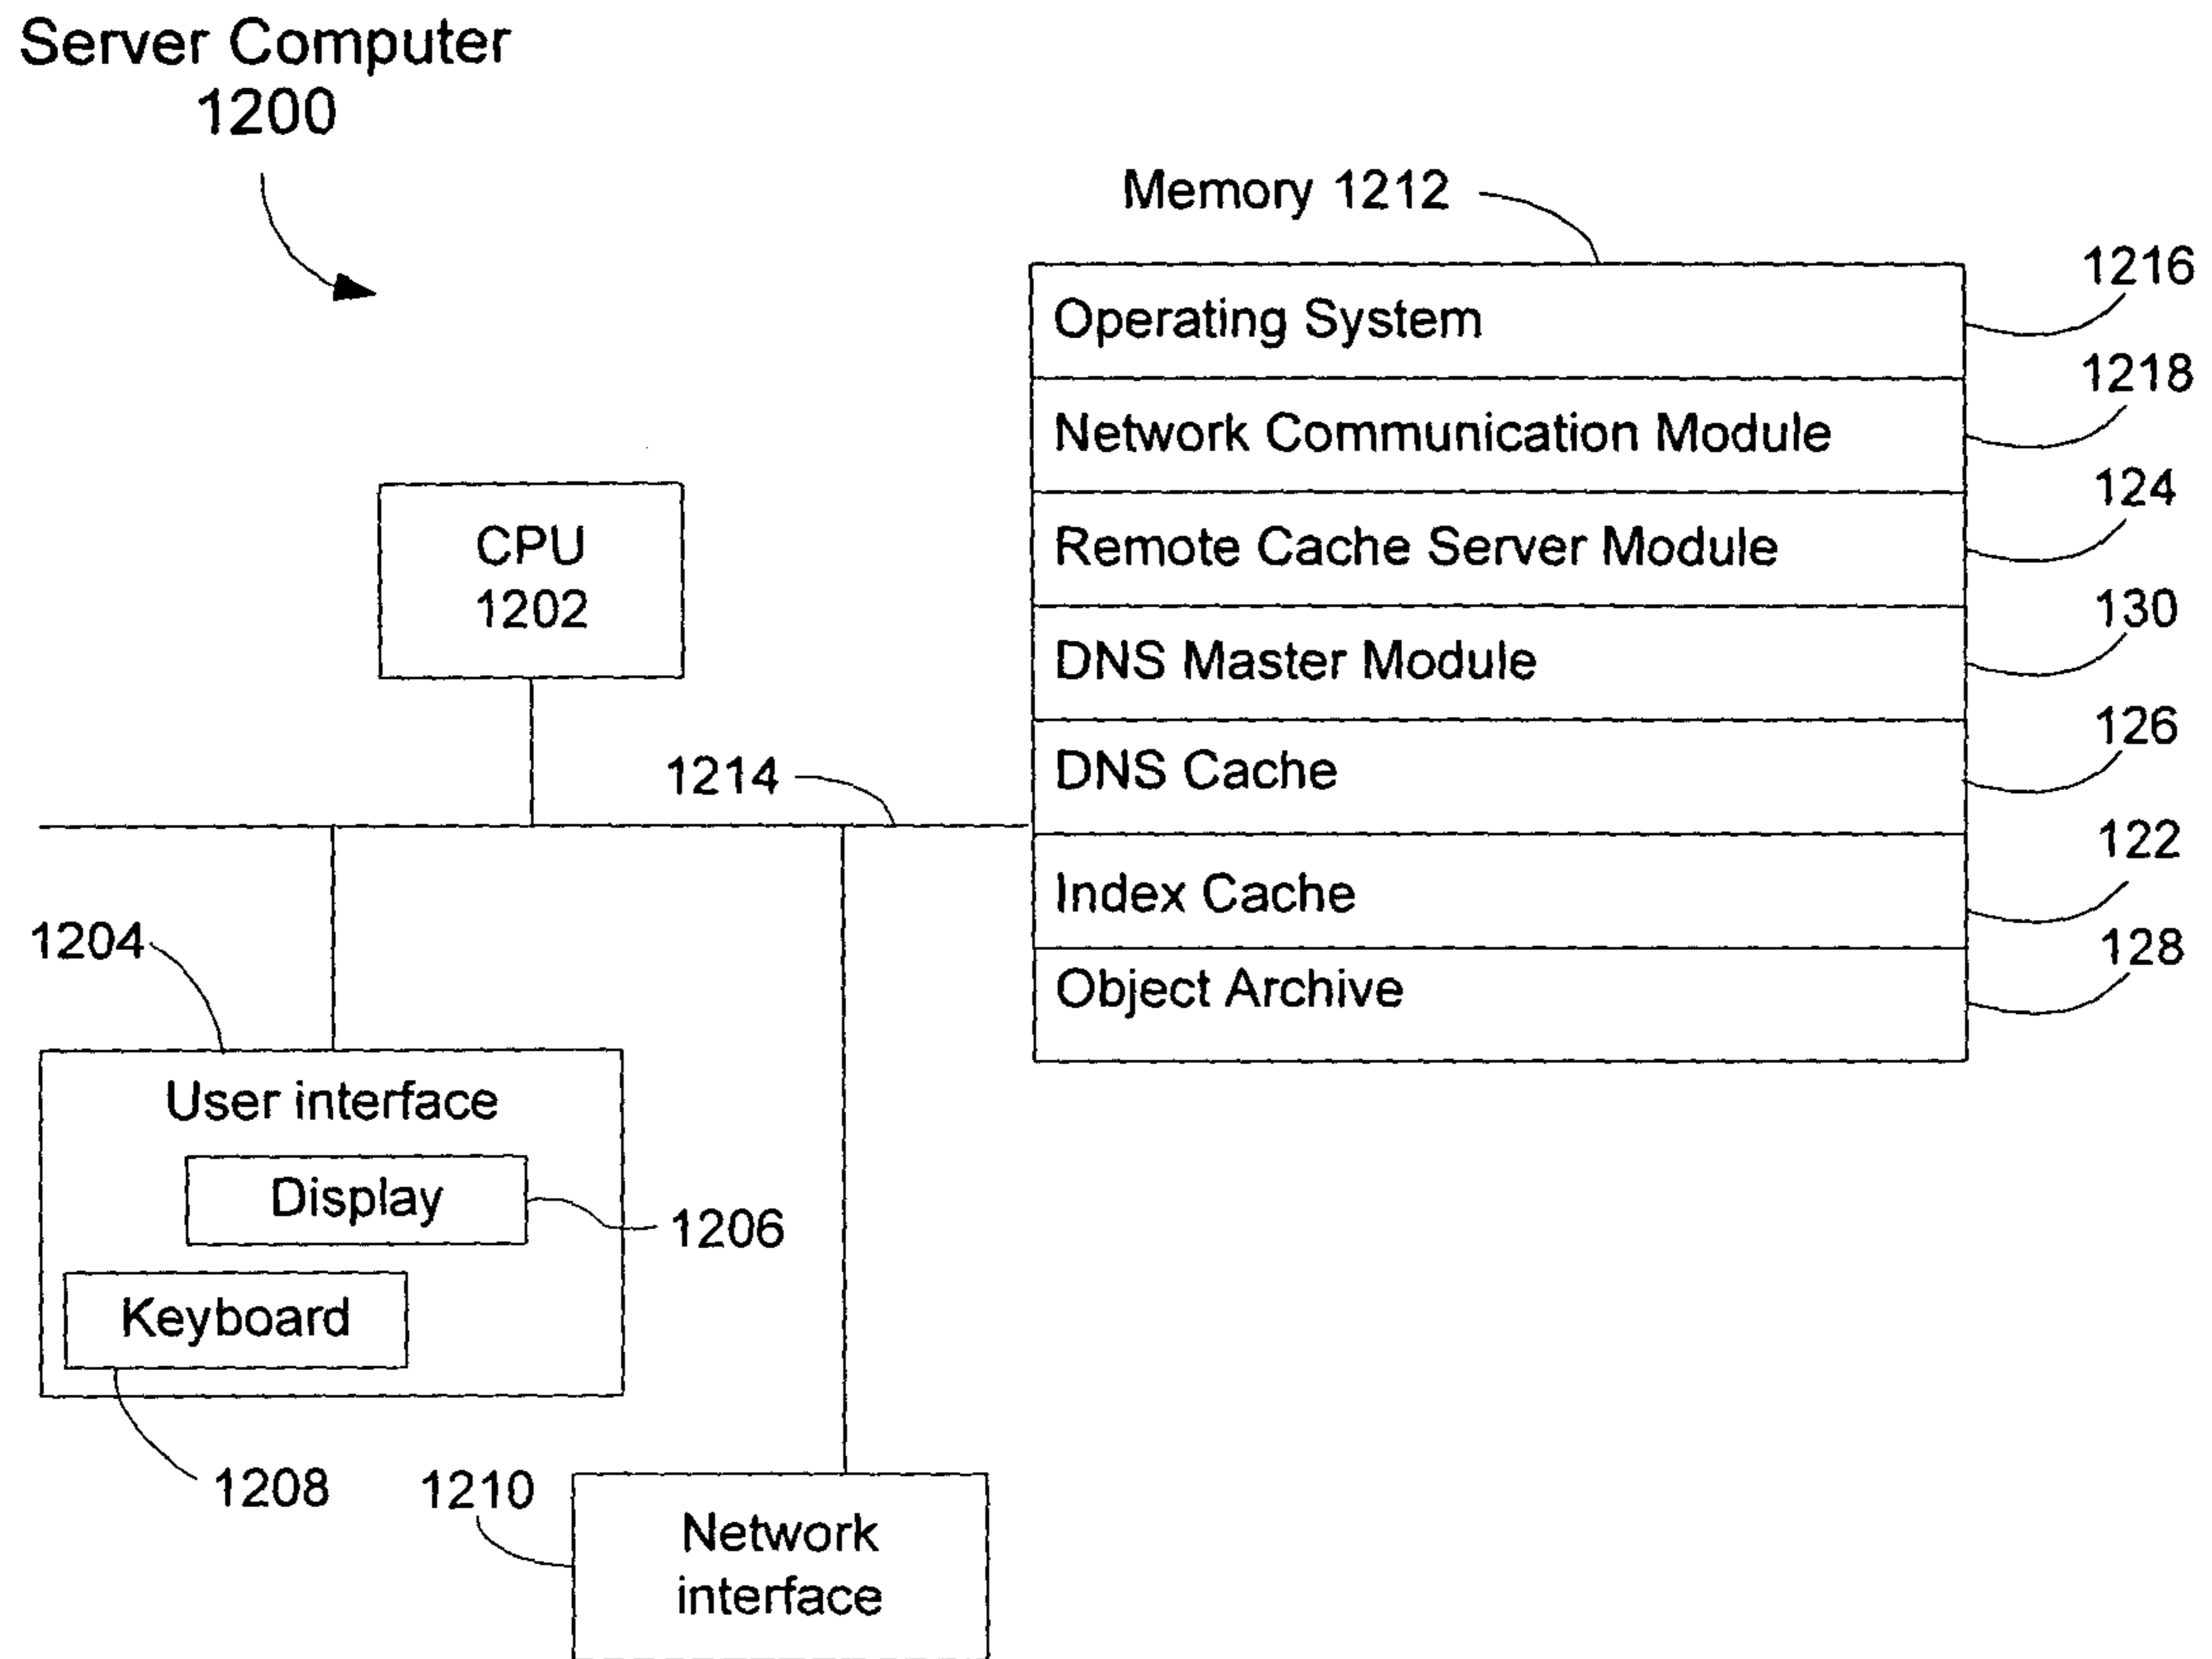 Server Computer
1200
Memory 1212
1216
Operating System
1218
Network Communication Module
124
Remote Cache Server Module
130
DNS Master Module
126
DNS Cache
122
Index Cache
128
Object Archive
CPU
1202
1214
1204
User interface
Display
1206
Keyboard
1208
1210
Network
interface